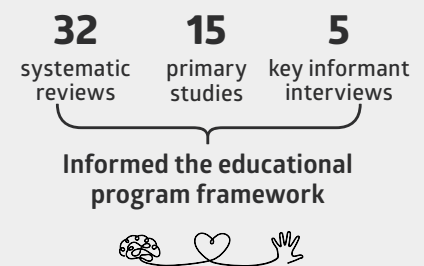 32
systematic
reviews
15
primary
studies
5
key informant
interviews
Informed the educational
program framework